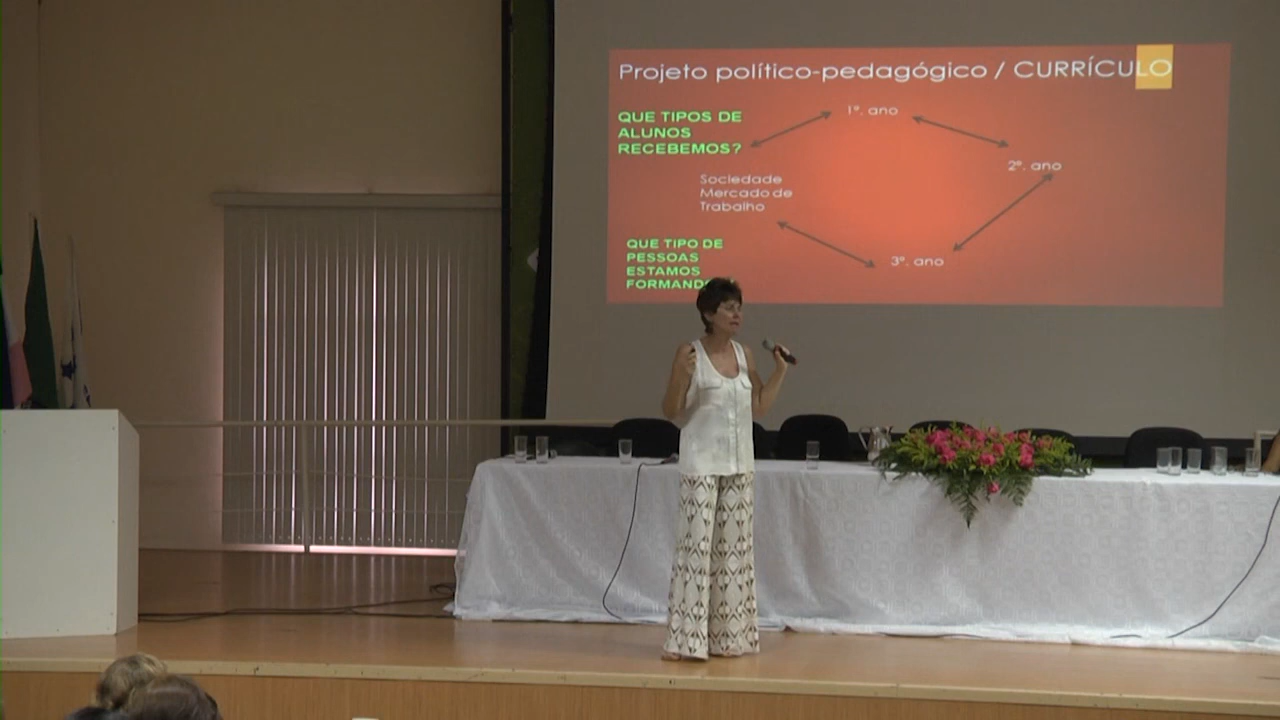 Projeto político-pedagógico / CURRÍCULO
QUE TIPOS DE
ALUNOS
RECEBEMOS?
1º. ano
2º. ano
Sociedade
Mercado de
Trabalho
QUE TIPO DE
PESSOAS
ESTAMOS
3º. ano